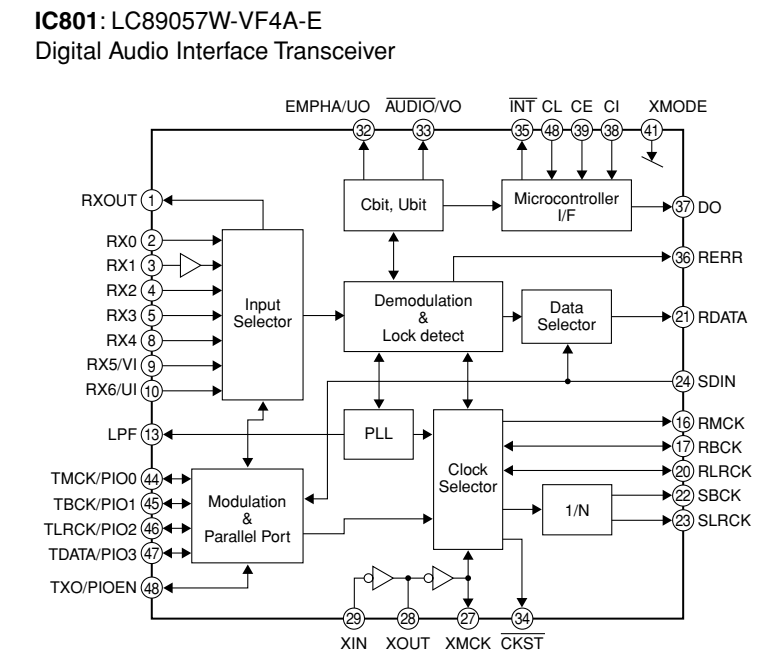 IC801: LC89057W-VF4A-E
Digital Audio Interface Transceiver
EMPHA/UO AUDIO/VO INT CL CE CI XMODE
32 33 35 48 39 38 41
RXOUT 1
Cbit, Ubit
Microcontroller
I/F
37 DO
RX0 2
RX1 3
RX2 4
RX3 5
RX4 8
RX5/VI 9
RX6/UI 10
Input
Selector
Demodulation
&
Lock detect
Data
Selector
36 RERR
21 RDATA
24 SDIN
LPF 13
PLL
Clock
Selector
16 RMCK
17 RBCK
20 RLRCK
22 SBCK
23 SLRCK
1/N
TMCK/PIO0 44
TBCK/PIO1 45
TLRCK/PIO2 46
TDATA/PIO3 47
TXO/PIOEN 48
Modulation
&
Parallel Port
29 28 27 34
XIN XOUT XMCK CKST